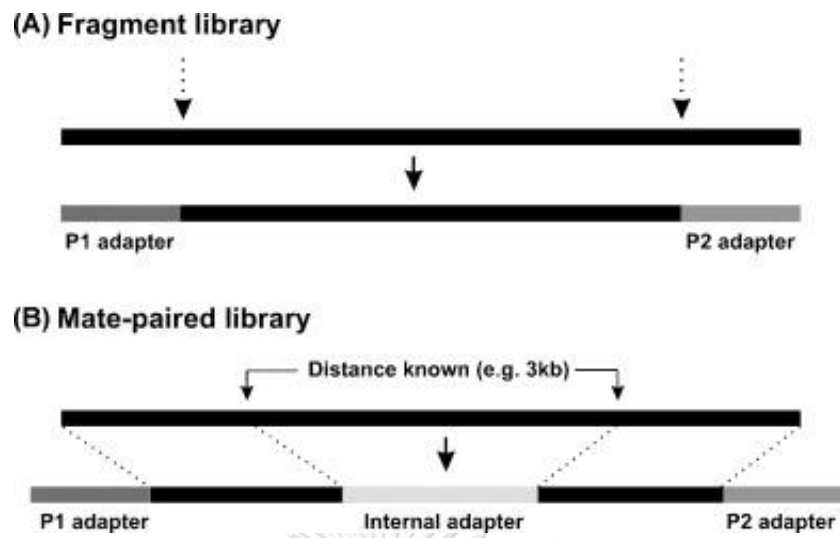 (A) Fragment library
P1 adapter P2 adapter
(B) Mate-paired library
Distance known (e.g. 3kb)
P1 adapter Internal adapter P2 adapter